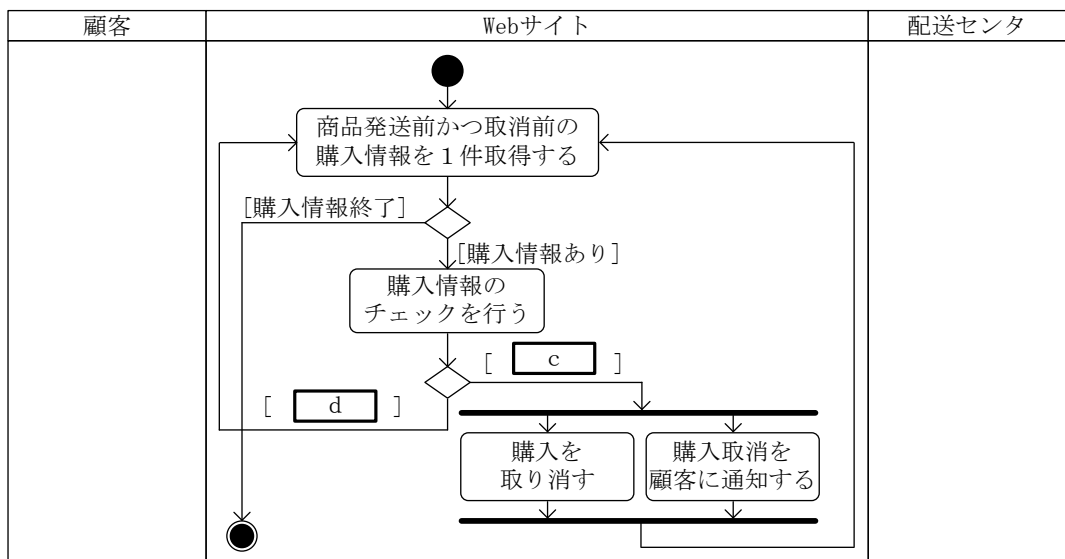 顧客
Webサイト
配送センタ
商品発送前かつ取消前の
購入情報を１件取得する
[購入情報終了]
[購入情報あり]
購入情報の
チェックを行う
[ c ]
[ d ]
購入を
取り消す
購入取消を
顧客に通知する